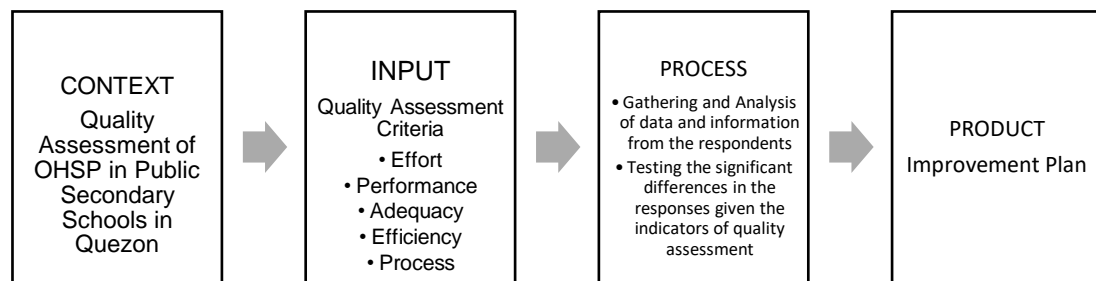 CONTEXT
Quality
Assessment of
OHSP in Public
Secondary
Schools in
Quezon
INPUT
Quality Assessment
Criteria
• Effort
• Performance
• Adequacy
• Efficiency
• Process
PROCESS
• Gathering and Analysis
of data and information
from the respondents
• Testing the significant
differences in the
responses given the
indicators of quality
assessment
PRODUCT
Improvement Plan